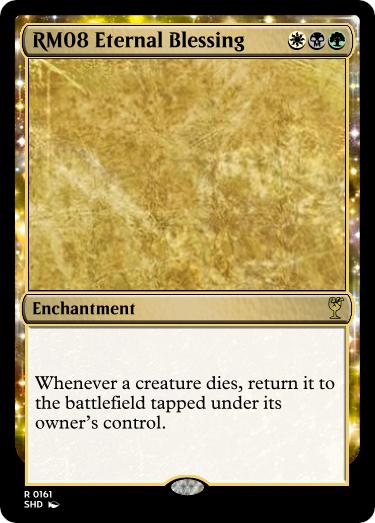 RM08 Eternal Blessing
Enchantment
Whenever a creature dies, return it to
the battlefield tapped under its
owner's control.
R 0161
SHD